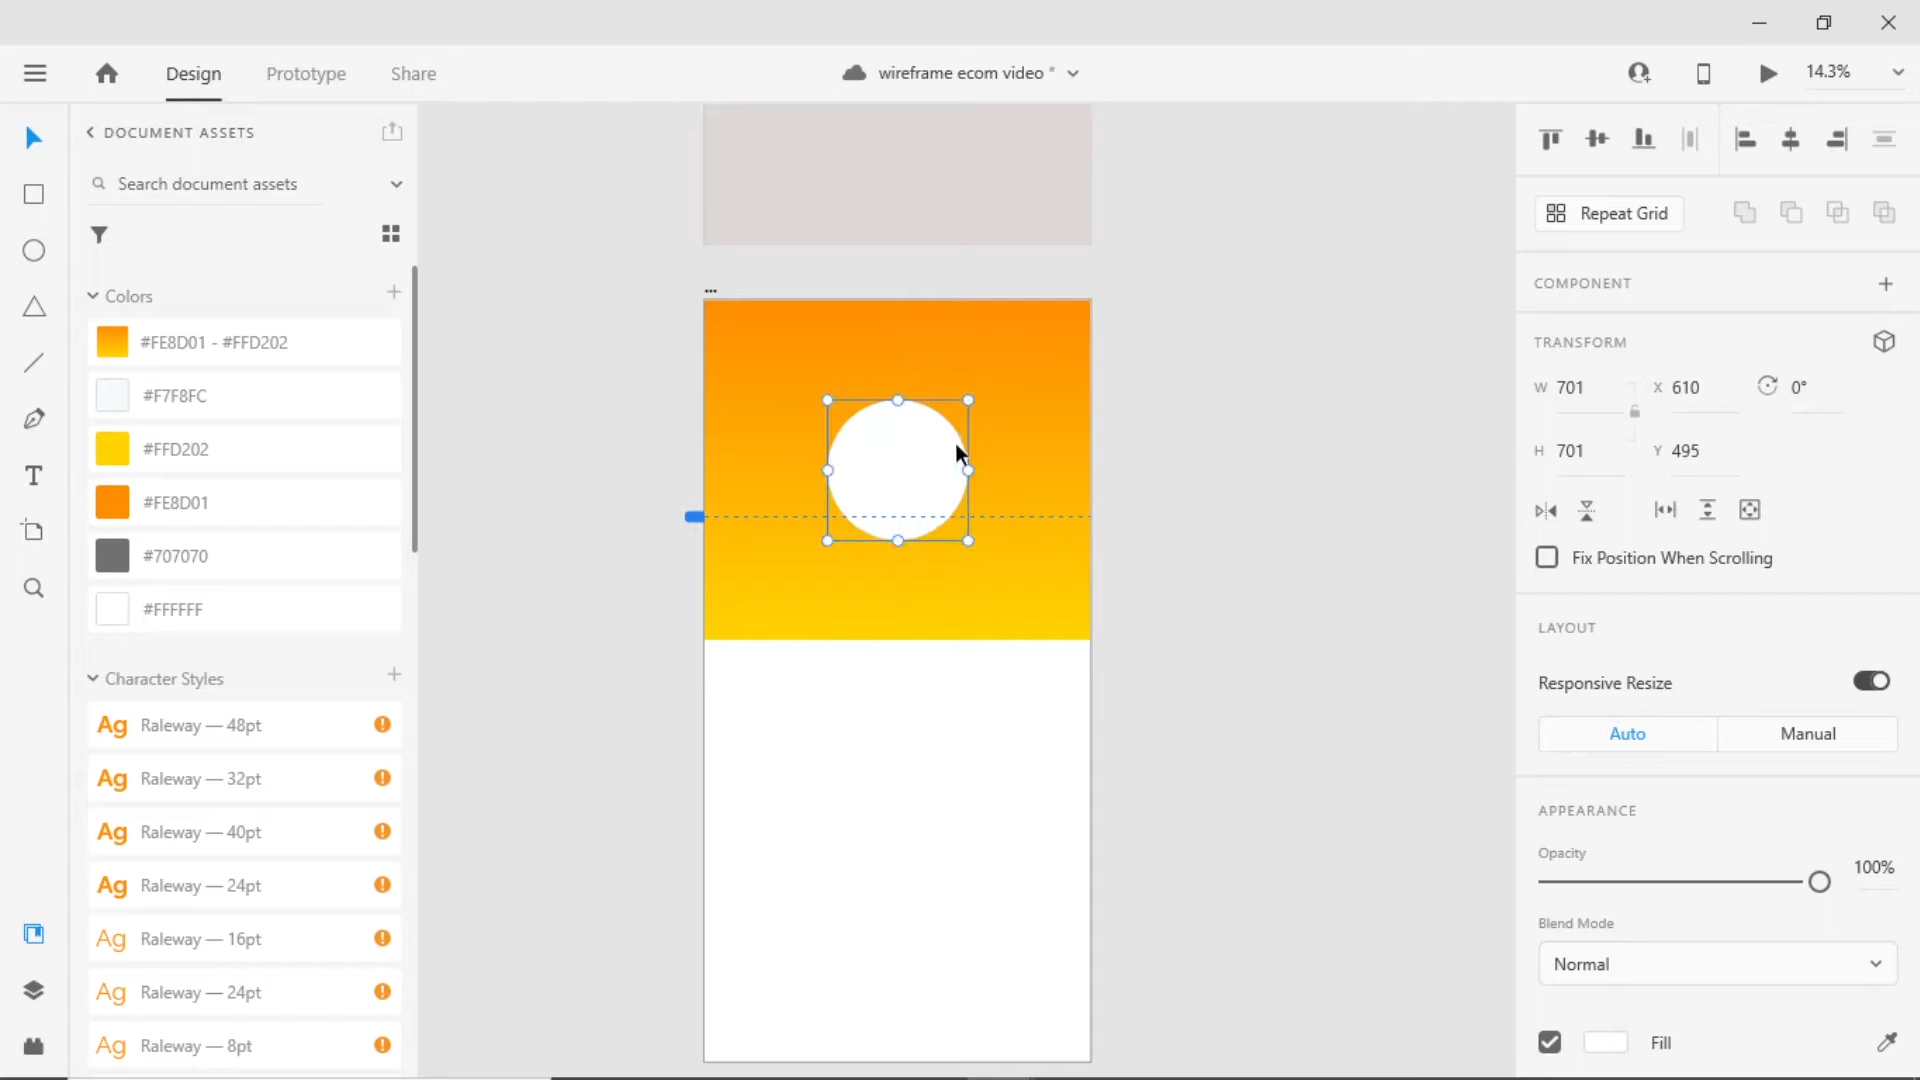 Design
Prototype
Share
wireframe ecom video *
14.3%
DOCUMENT ASSETS
Search document assets
Colors
#FE8D01 - #FFD202
#F7F8FC
#FFD202
#FE8D01
#707070
#FFFFFF
Character Styles
Ag Raleway — 48pt
Ag Raleway — 32pt
Ag Raleway — 40pt
Ag Raleway — 24pt
Ag Raleway — 16pt
Ag Raleway — 24pt
Ag Raleway — 8pt
...
Repeat Grid
COMPONENT
TRANSFORM
W 701 X 610 0°
H 701 Y 495
Fix Position When Scrolling
LAYOUT
Responsive Resize
Auto Manual
APPEARANCE
Opacity
100%
Blend Mode
Normal
Fill